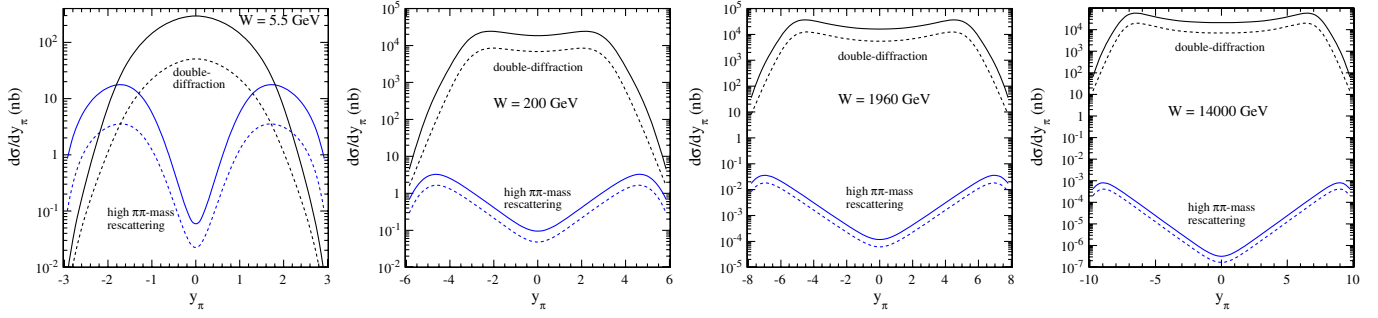 dσ/dy_π (nb)
10^2
10
1
10^-1
10^-2
W = 5.5 GeV
double-
diffraction
high ππ-mass
rescattering
-3 -2 -1 0 1 2 3
y_π
dσ/dy_π (nb)
10^5
10^4
10^3
10^2
10
1
10^-1
10^-2
double-diffraction
W = 200 GeV
high ππ-mass
rescattering
-6 -4 -2 0 2 4 6
y_π
dσ/dy_π (nb)
10^5
10^4
10^3
10^2
10
1
10^-1
10^-2
10^-3
10^-4
10^-5
double-diffraction
W = 1960 GeV
high ππ-mass
rescattering
-8 -6 -4 -2 0 2 4 6 8
y_π
dσ/dy_π (nb)
10^4
10^3
10^2
10
1
10^-1
10^-2
10^-3
10^-4
10^-5
10^-6
10^-7
double-diffraction
W = 14000 GeV
high ππ-mass
rescattering
-10 -5 0 5 10
y_π